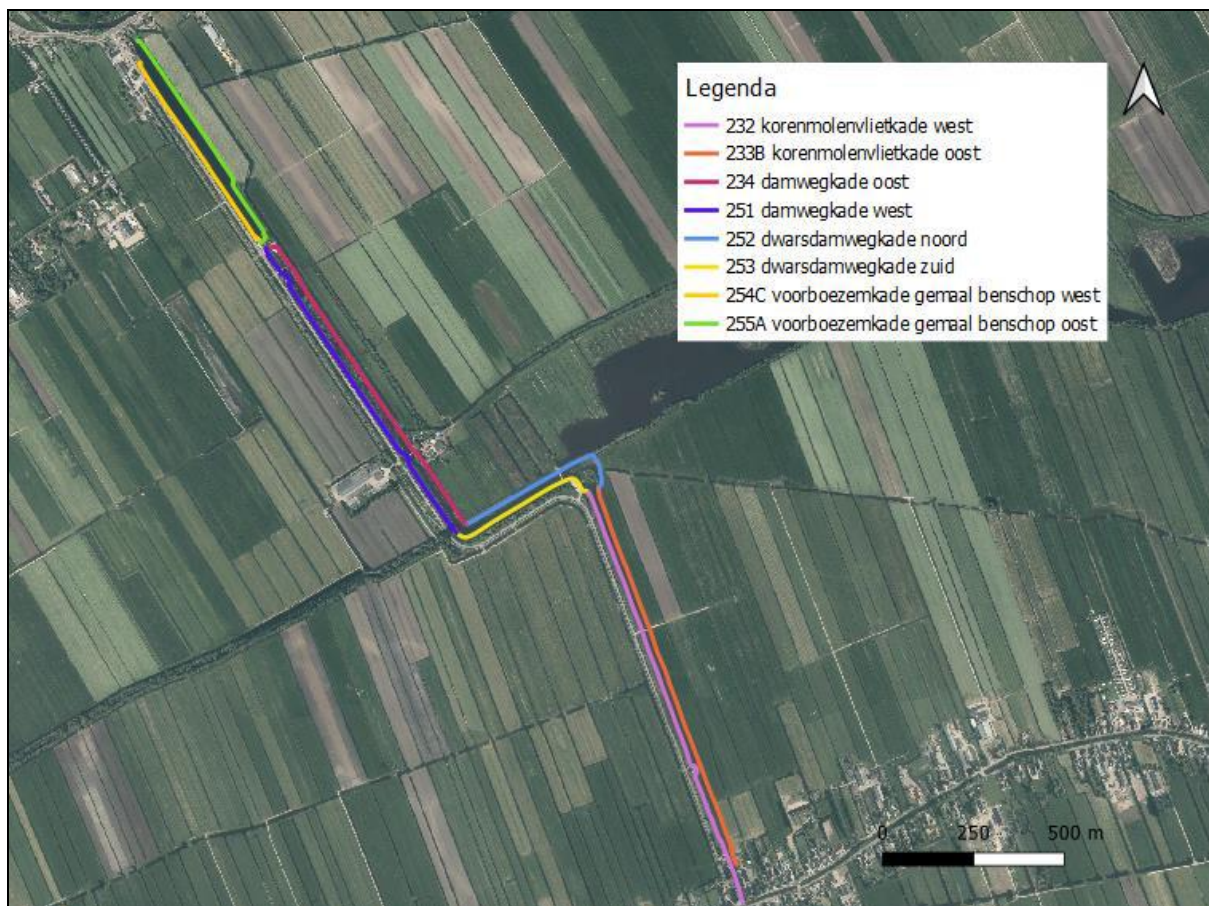 Legenda
232 korenmolenvlietkade west
233B korenmolenvlietkade oost
234 damwegkade oost
251 damwegkade west
252 dwarsdamwegkade noord
253 dwarsdamwegkade zuid
254C voorboezemkade gemaal benschop west
255A voorboezemkade gemaal benschop oost
0 250 500 m